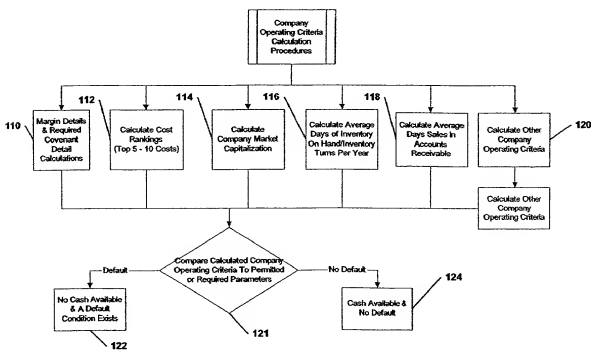 Company
Operating Criteria
Calculation
Procedures
110
Margin Details
& Required
Covenant
Detail
Calculations
112
Calculate Cost
Rankings
(Top 5 - 10 Costs)
114
Calculate
Company Market
Capitalization
116
Calculate Average
Days of Inventory
On Hand/Inventory
Turns Per Year
118
Calculate Average
Days Sales In
Accounts
Receivable
Calculate Other
Company
Operating Criteria
120
Calculate Other
Company
Operating Criteria
Compare Calculated Company
Operating Criteria To Permitted
or Required Parameters
Default
No Default
121
No Cash Available
& A Default
Condition Exists
122
Cash Available &
No Default
124